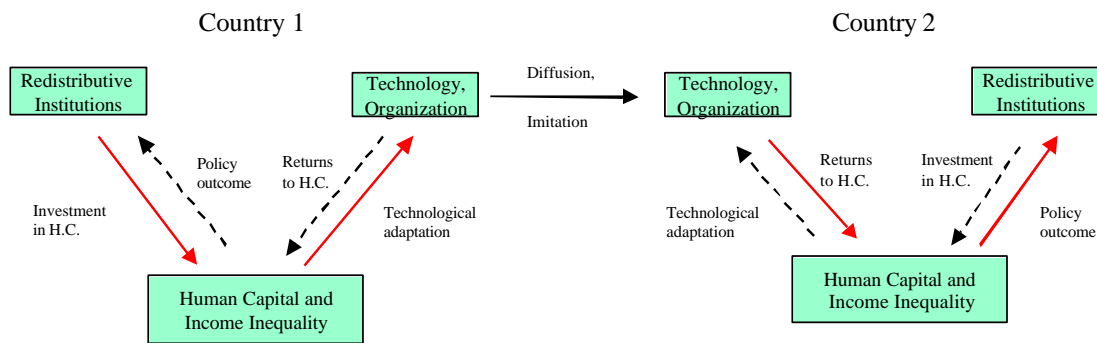 Country 1
Country 2
Redistributive
Institutions
Technology,
Organization
Diffusion,
Imitation
Technology,
Organization
Redistributive
Institutions
Policy
outcome
Returns
to H.C.
Investment
in H.C.
Technological
adaptation
Human Capital and
Income Inequality
Returns
to H.C.
Investment
in H.C.
Technological
adaptation
Policy
outcome
Human Capital and
Income Inequality